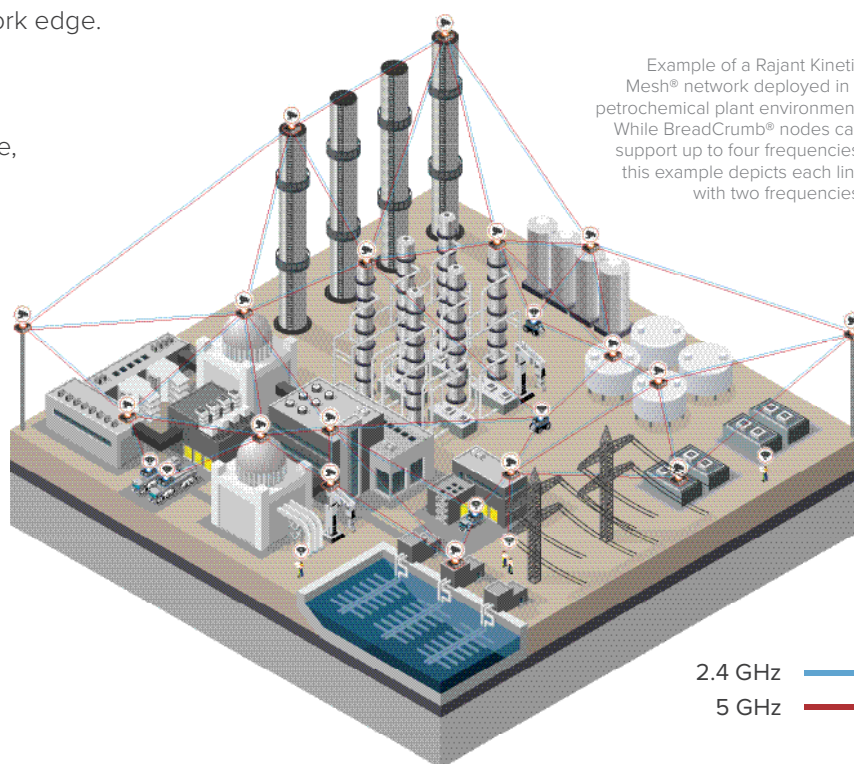 ork edge.
e,
Example of a Rajant Kineti
Mesh® network deployed in
petrochemical plant environmen
While BreadCrumb® nodes ca
support up to four frequencies
this example depicts each lin
with two frequencies
2.4 GHz
5 GHz